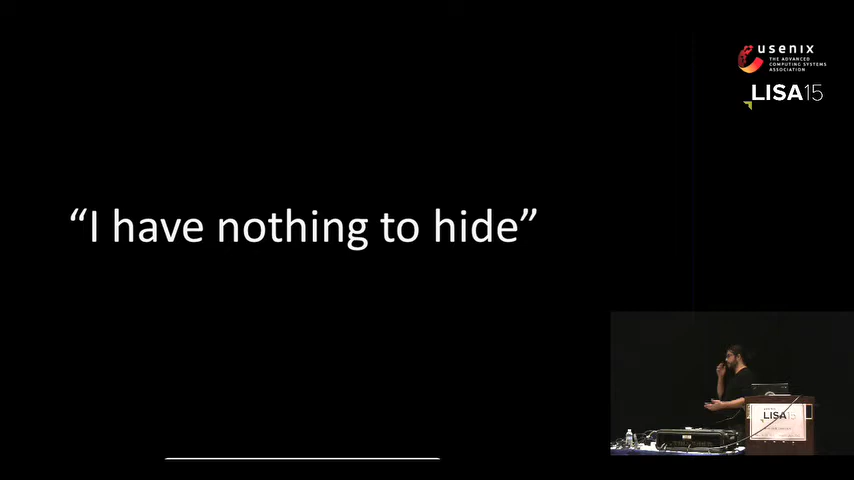 usenix
THE ADVANCED
COMPUTING SYSTEMS
ASSOCIATION
LISA15
“I have nothing to hide”
LISA15